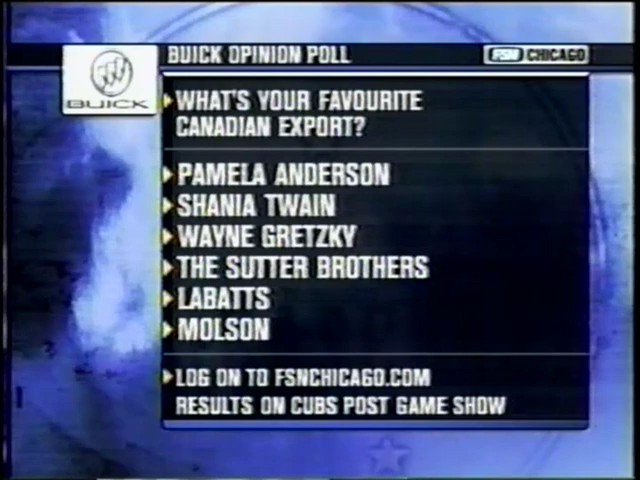 BUICK OPINION POLL
FSN CHICAGO
BUICK
WHAT'S YOUR FAVOURITE
CANADIAN EXPORT?
PAMELA ANDERSON
SHANIA TWAIN
WAYNE GRETZKY
THE SUTTER BROTHERS
LABATTS
MOLSON
LOG ON TO FSNCHICAGO.COM
RESULTS ON CUBS POST GAME SHOW